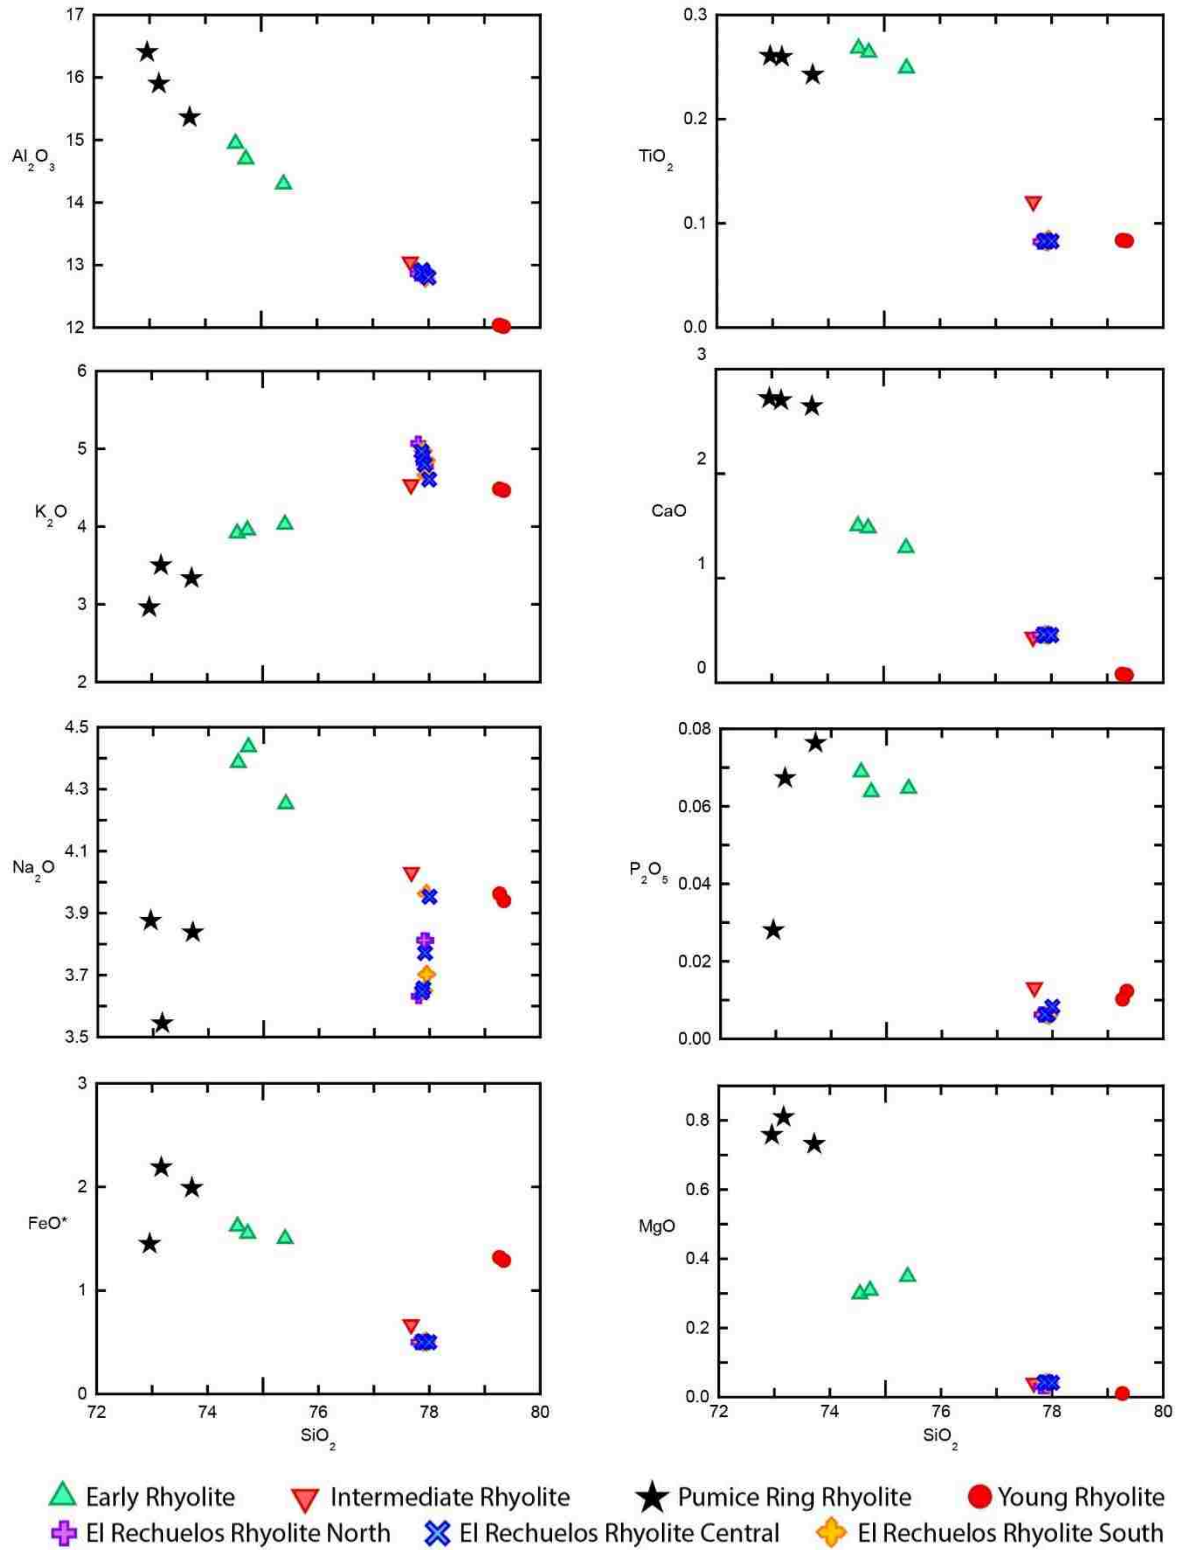 17
16
15
14
13
12
Al₂O₃
0.3
0.2
0.1
0.0
TiO₂
6
5
4
3
2
K₂O
3
2
1
0
CaO
4.5
4.3
4.1
3.9
3.7
3.5
Na₂O
0.08
0.06
0.04
0.02
0.00
P₂O₅
3
2
1
0
FeO*
72 74 76 78 80
SiO₂
0.8
0.6
0.4
0.2
0.0
MgO
72 74 76 78 80
SiO₂
Early Rhyolite Intermediate Rhyolite Pumice Ring Rhyolite Young Rhyolite
El Rechuelos Rhyolite North El Rechuelos Rhyolite Central El Rechuelos Rhyolite South